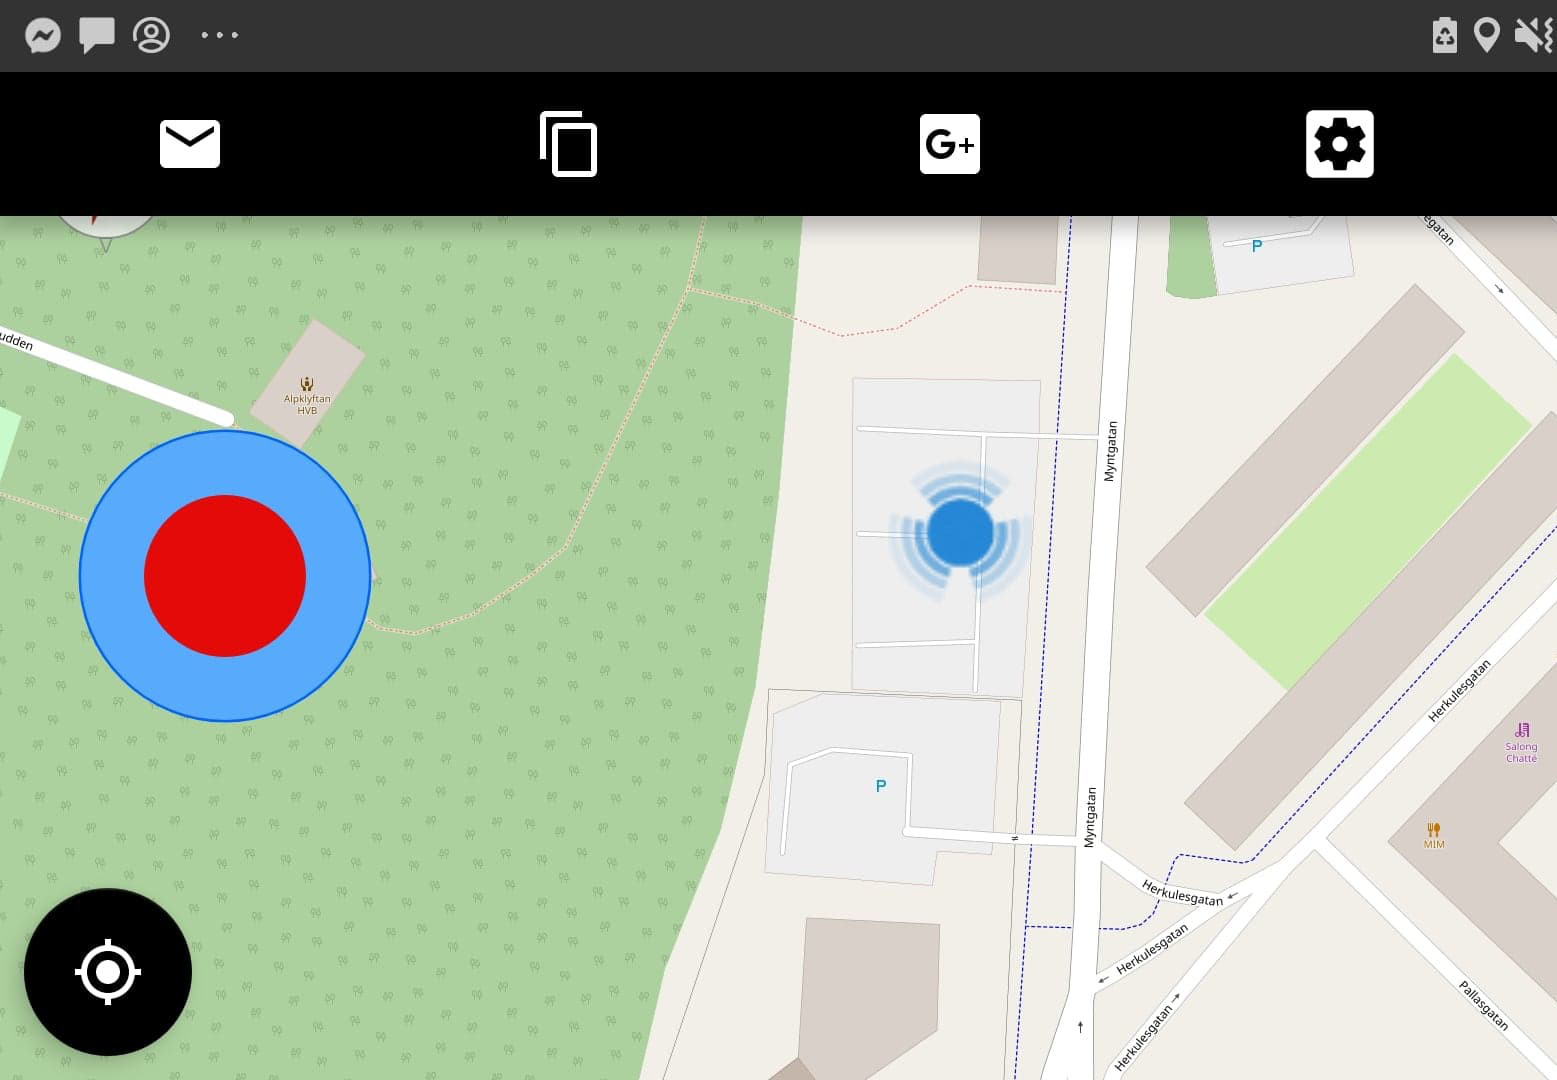 G+
egatan
P
udden
Alpklyftan
HVB
Myntgatan
Herkulesgatan
Salong
Chatté
P
Myntgatan
MIM
Herkulesgatan
Herkulesgatan
Pallasgatan
Herkulesgatan